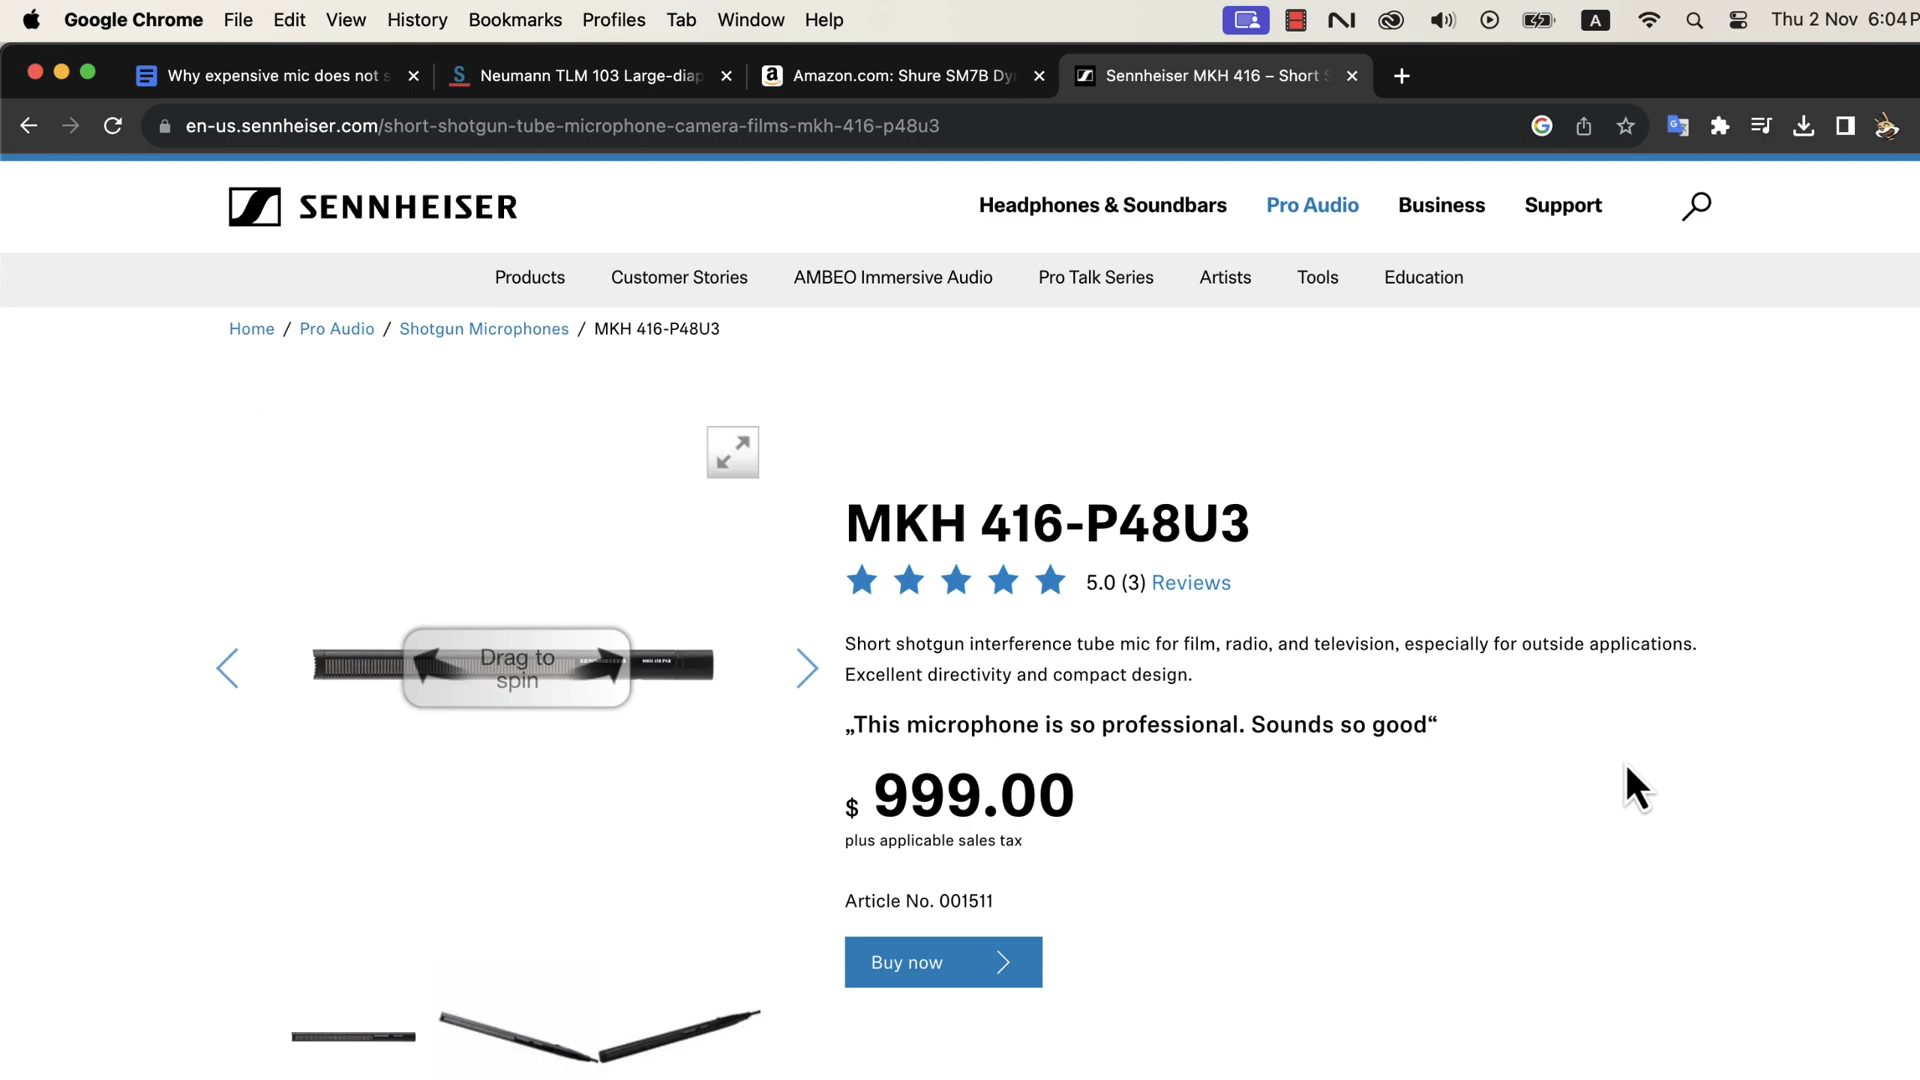 Google Chrome File Edit View History Bookmarks Profiles Tab Window Help A Thu 2 Nov 6:04P
Why expensive mic does not s Neumann TLM 103 Large-diap Amazon.com: Shure SM7B Dy Sennheiser MKH 416 – Short S
en-us.sennheiser.com/short-shotgun-tube-microphone-camera-films-mkh-416-p48u3
SENNHEISER Headphones & Soundbars Pro Audio Business Support
Products Customer Stories AMBEO Immersive Audio Pro Talk Series Artists Tools Education
Home / Pro Audio / Shotgun Microphones / MKH 416-P48U3
MKH 416-P48U3
5.0 (3) Reviews
Short shotgun interference tube mic for film, radio, and television, especially for outside applications.
Excellent directivity and compact design.
Drag to
spin
SENNHEISER MKH 416 P48
„This microphone is so professional. Sounds so good“
$ 999.00
plus applicable sales tax
Article No. 001511
Buy now